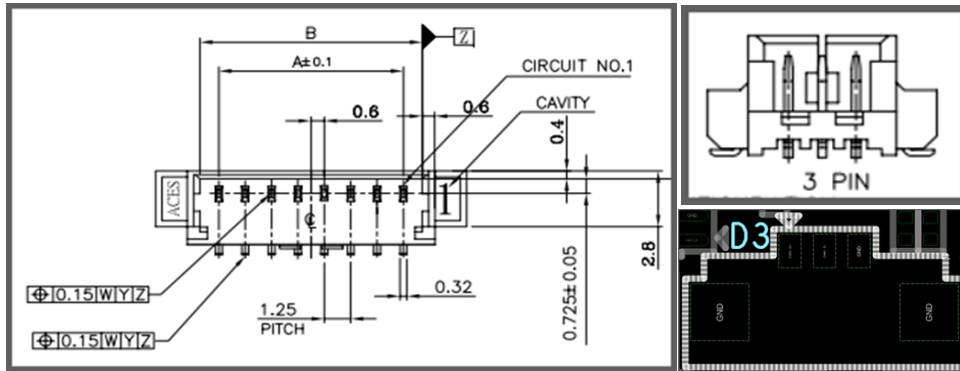 B
Z
A±0.1
CIRCUIT NO.1
0.6
0.6
CAVITY
0.4
ACES
1
℄
2.8
0.15 W Y Z
0.32
1.25
PITCH
0.725±0.05
0.15 W Y Z
3 PIN
D3
GND
GND
GND